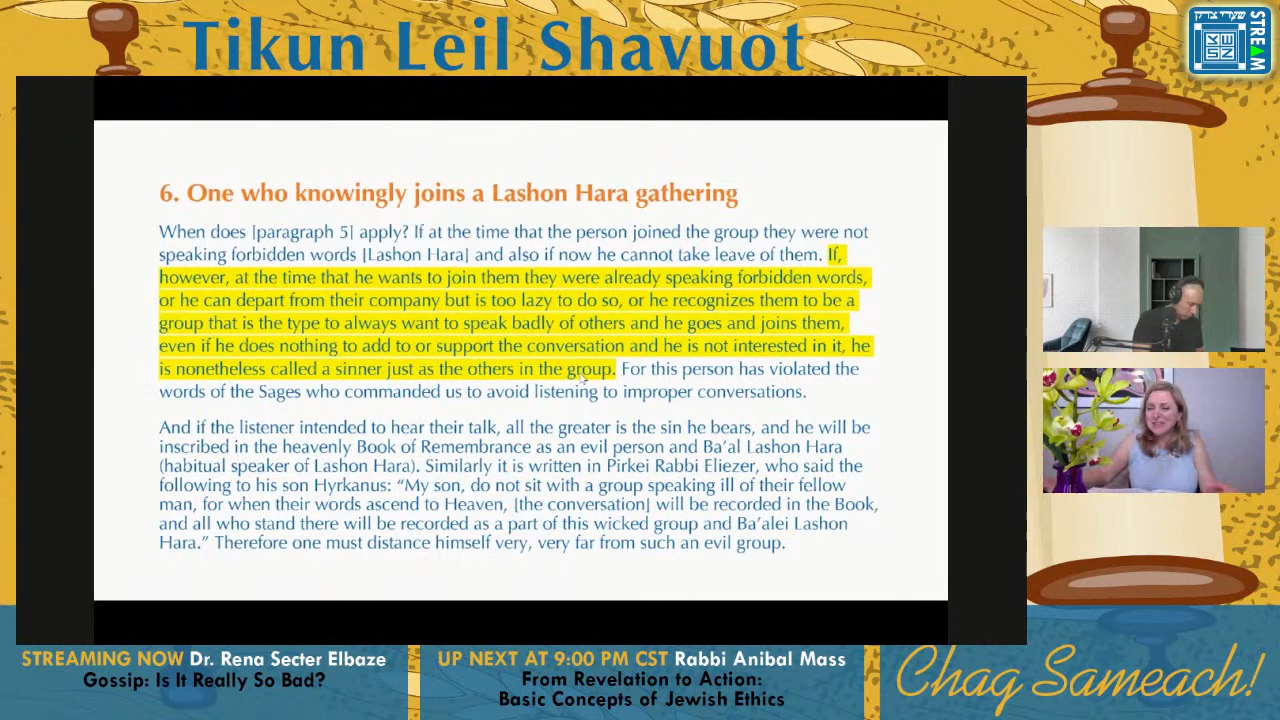 Tikun Leil Shavuot
שערי צדק
STREAM
6. One who knowingly joins a Lashon Hara gathering
When does [paragraph 5] apply? If at the time that the person joined the group they were not
speaking forbidden words [Lashon Hara] and also if now he cannot take leave of them. If,
however, at the time that he wants to join them they were already speaking forbidden words,
or he can depart from their company but is too lazy to do so, or he recognizes them to be a
group that is the type to always want to speak badly of others and he goes and joins them,
even if he does nothing to add to or support the conversation and he is not interested in it, he
is nonetheless called a sinner just as the others in the group. For this person has violated the
words of the Sages who commanded us to avoid listening to improper conversations.
And if the listener intended to hear their talk, all the greater is the sin he bears, and he will be
inscribed in the heavenly Book of Remembrance as an evil person and Ba’al Lashon Hara
(habitual speaker of Lashon Hara). Similarly it is written in Pirkei Rabbi Eliezer, who said the
following to his son Hyrkanus: “My son, do not sit with a group speaking ill of their fellow
man, for when their words ascend to Heaven, [the conversation] will be recorded in the Book,
and all who stand there will be recorded as a part of this wicked group and Ba’alei Lashon
Hara.” Therefore one must distance himself very, very far from such an evil group.
STREAMING NOW Dr. Rena Secter Elbaze
Gossip: Is It Really So Bad?
UP NEXT AT 9:00 PM CST Rabbi Anibal Mass
From Revelation to Action:
Basic Concepts of Jewish Ethics
Chag Sameach!